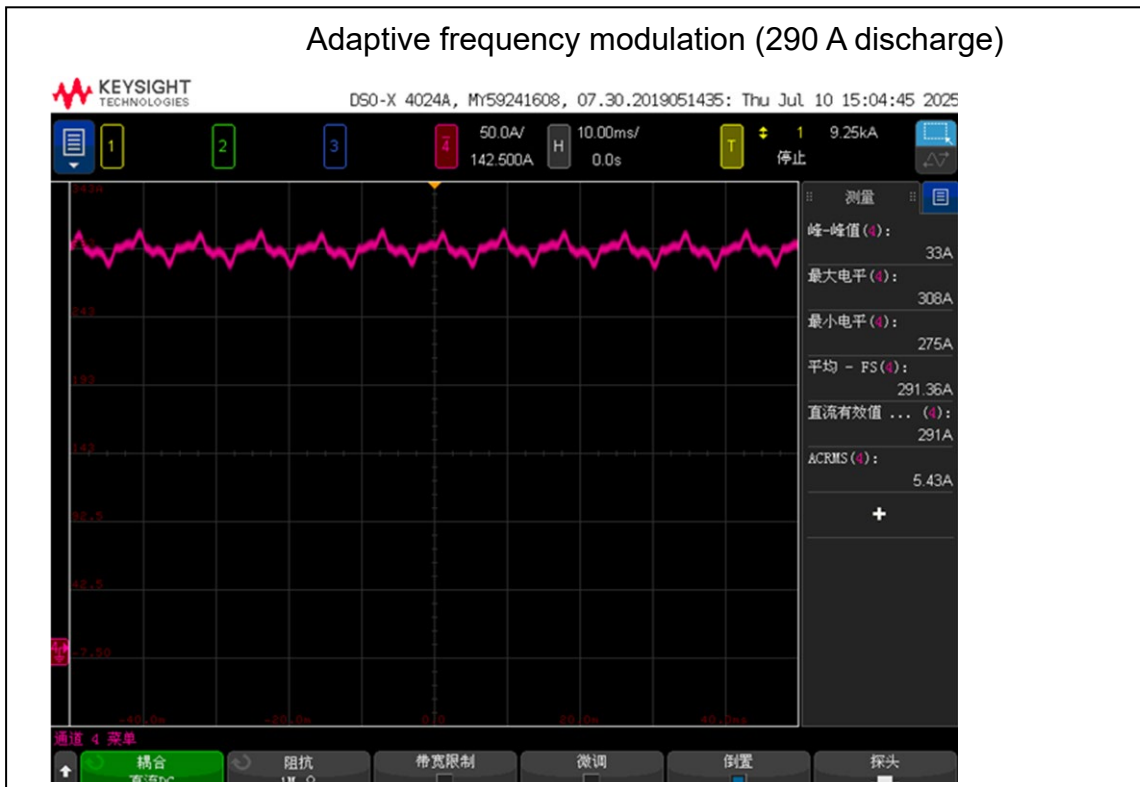 Adaptive frequency modulation (290 A discharge)
KEYSIGHT
TECHNOLOGIES
DSO-X 4024A, MY59241608, 07.30.2019051435: Thu Jul 10 15:04:45 2025
1 2 3 4 50.0A/ H 10.00ms/ T 1 9.25kA
142.500A 0.0s 停止
343A
测量
峰-峰值(4):
33A
最大电平(4):
308A
最小电平(4):
243
275A
平均 - FS(4):
193
291.36A
直流有效值 ... (4):
291A
143
ACRMS(4):
5.43A
92.5
+
42.5
-7.50
-40.0m -20.0m 0.0 20.0m 40.0ms
通道 4 菜单
耦合 阻抗 带宽限制 微调 倒置 探头
直流DC